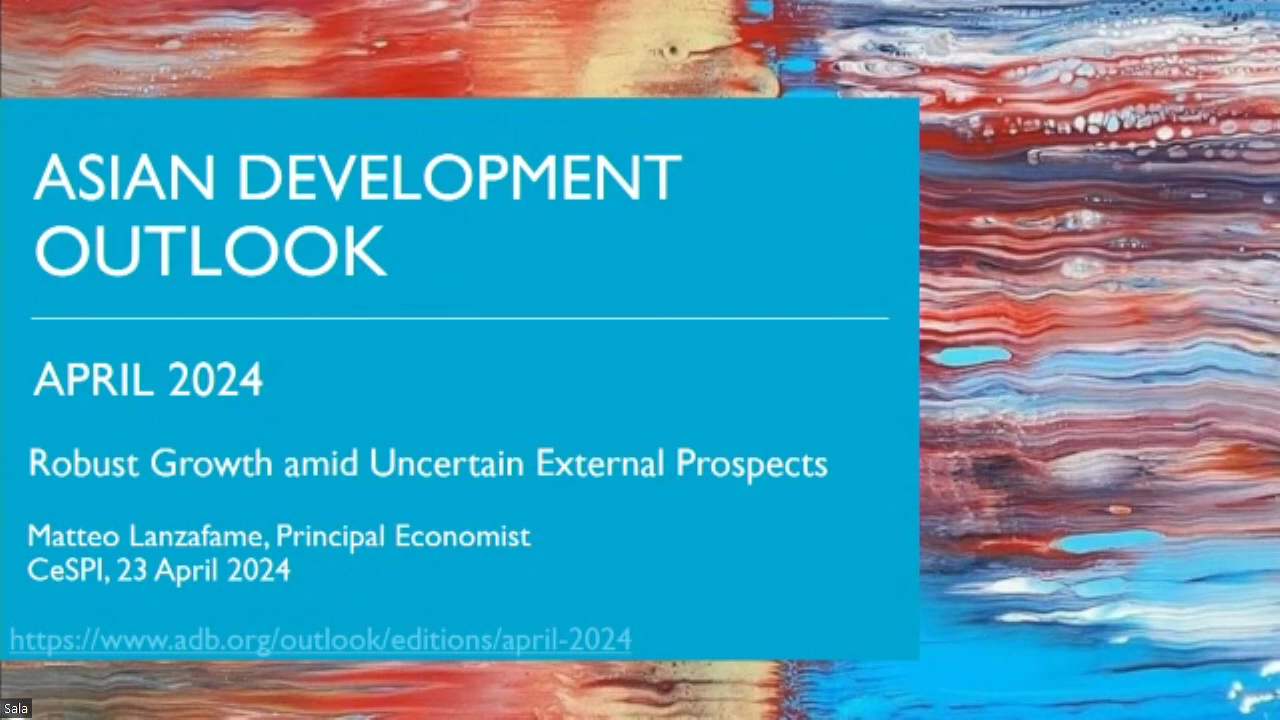 ASIAN DEVELOPMENT
OUTLOOK
APRIL 2024
Robust Growth amid Uncertain External Prospects
Matteo Lanzafame, Principal Economist
CeSPI, 23 April 2024
https://www.adb.org/outlook/editions/april-2024
Sala